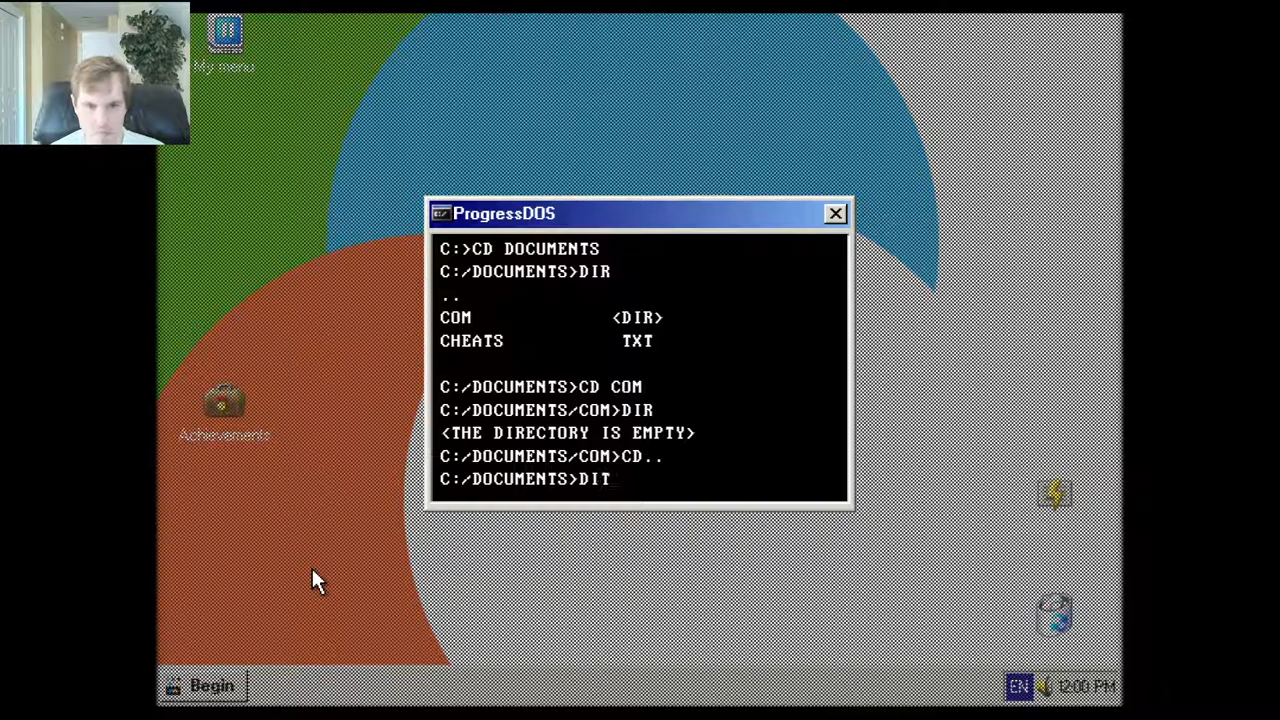 My menu
ProgressDOS
C:>CD DOCUMENTS
C:/DOCUMENTS>DIR
..
COM <DIR>
CHEATS TXT
C:/DOCUMENTS>CD COM
C:/DOCUMENTS/COM>DIR
<THE DIRECTORY IS EMPTY>
C:/DOCUMENTS/COM>CD..
C:/DOCUMENTS>DIT
Achievements
Begin
EN 12:00 PM